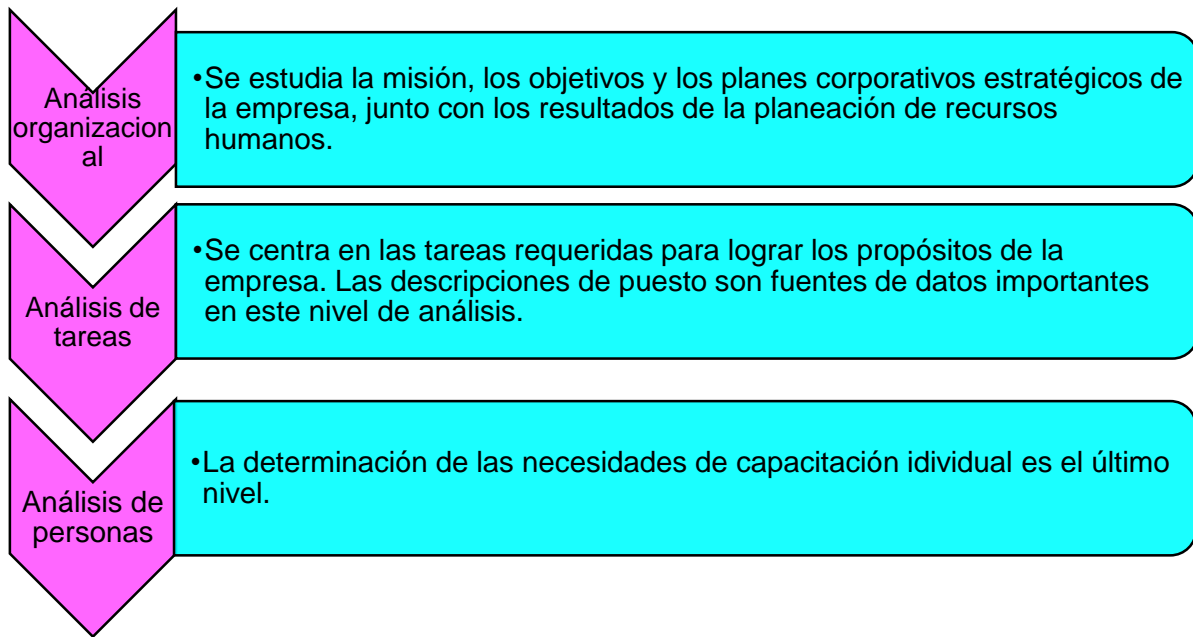 Análisis
organizacion
al
•Se estudia la misión, los objetivos y los planes corporativos estratégicos de
la empresa, junto con los resultados de la planeación de recursos
humanos.
Análisis de
tareas
•Se centra en las tareas requeridas para lograr los propósitos de la
empresa. Las descripciones de puesto son fuentes de datos importantes
en este nivel de análisis.
Análisis de
personas
•La determinación de las necesidades de capacitación idividual es el último
nivel.